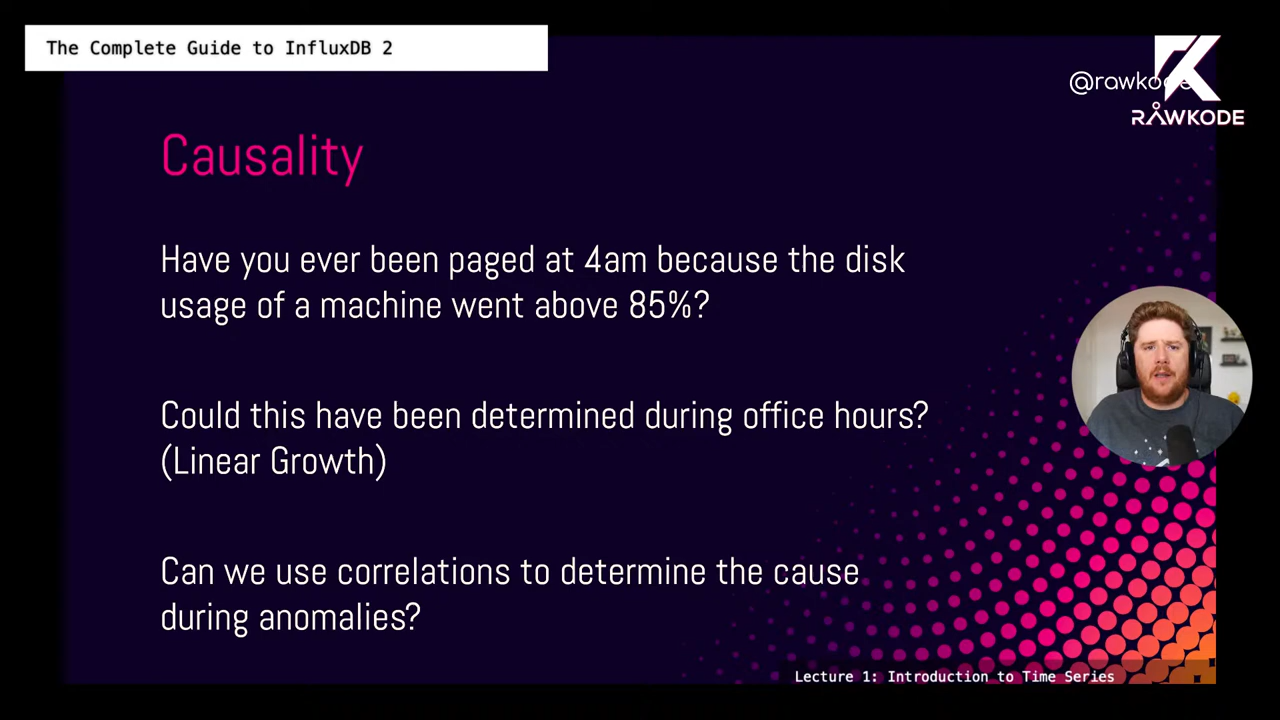 The Complete Guide to InfluxDB 2
@rawkode
RAWKODE
Causality
Have you ever been paged at 4am because the disk
usage of a machine went above 85%?
Could this have been determined during office hours?
(Linear Growth)
Can we use correlations to determine the cause
during anomalies?
Lecture 1: Introduction to Time Series